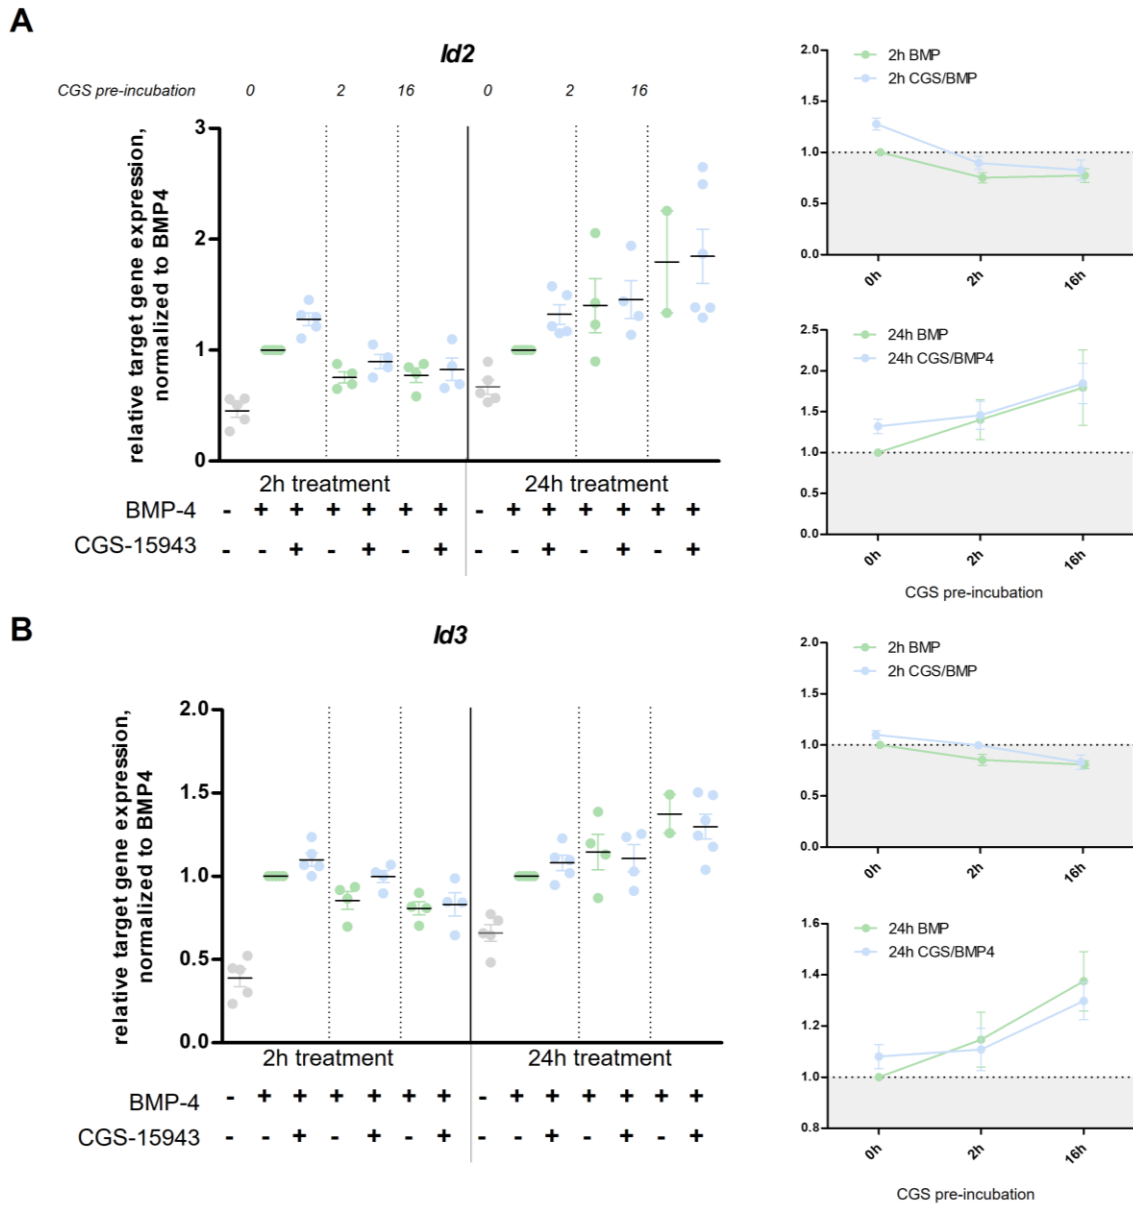 A
Id2
CGS pre-incubation 0 2 16 0 2 16
relative target gene expression,
normalized to BMP4
3
2
1
0
2h treatment 24h treatment
BMP-4 - + + + + + + - + + + + + +
CGS-15943 - - + - + - + - - + - + - +
2h BMP
2h CGS/BMP
2.0
1.5
1.0
0.5
0.0
0h 2h 16h
24h BMP
24h CGS/BMP4
2.5
2.0
1.5
1.0
0.5
0.0
0h 2h 16h
CGS pre-incubation
B
Id3
relative target gene expression,
normalized to BMP4
2.0
1.5
1.0
0.5
0.0
2h treatment 24h treatment
BMP-4 - + + + + + + - + + + + + +
CGS-15943 - - + - + - + - - + - + - +
2h BMP
2h CGS/BMP
2.0
1.5
1.0
0.5
0.0
0h 2h 16h
24h BMP
24h CGS/BMP4
1.6
1.4
1.2
1.0
0.8
0h 2h 16h
CGS pre-incubation